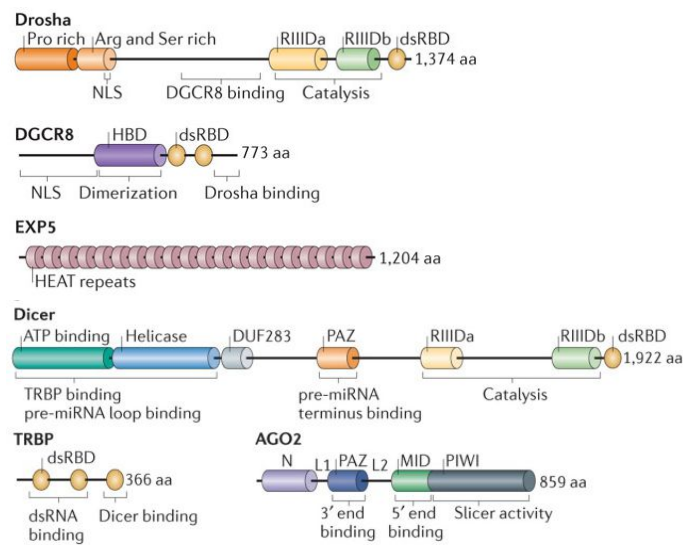 Drosha
Pro rich Arg and Ser rich RIIIDa RIIIDb dsRBD
1,374 aa
NLS DGCR8 binding Catalysis
DGCR8 HBD dsRBD
773 aa
NLS Dimerization Drosha binding
EXP5
1,204 aa
HEAT repeats
Dicer
ATP binding Helicase DUF283 PAZ RIIIDa RIIIDb dsRBD
1,922 aa
TRBP binding
pre-miRNA loop binding
pre-miRNA
terminus binding
Catalysis
TRBP
dsRBD
366 aa
dsRNA
binding
Dicer binding
AGO2
N L1 PAZ L2 MID PIWI
859 aa
3′ end
binding
5′ end
binding
Slicer activity